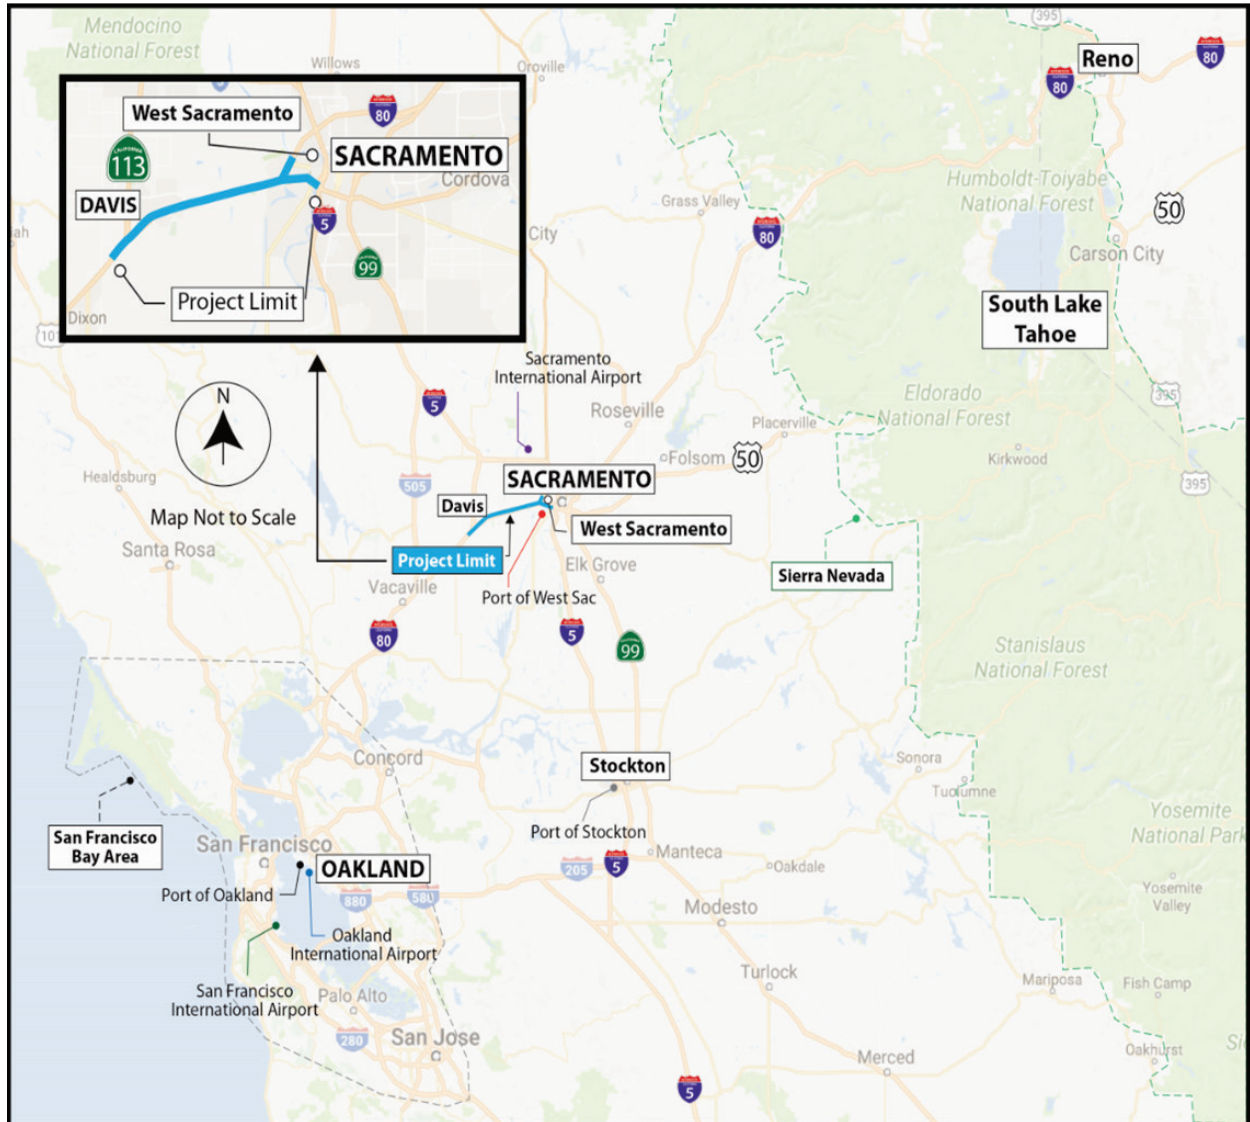 Mendocino
National Forest
Willows
Oroville
395
Reno
80
80
West Sacramento
80
113
SACRAMENTO
Cordova
DAVIS
5
99
Project Limit
Dixon
101
Grass Valley
80
City
Humboldt-Toiyabe
National Forest
50
Carson City
South Lake
Tahoe
N
Map Not to Scale
Sacramento
International Airport
5
Roseville
Placerville
Eldorado
National Forest
395
Folsom
50
Kirkwood
Healdsburg
505
SACRAMENTO
395
Davis
West Sacramento
Santa Rosa
Project Limit
Elk Grove
Sierra Nevada
Vacaville
Port of West Sac
80
5
99
Stanislaus
National Forest
Concord
Stockton
Sonora
Tuolumne
San Francisco
Bay Area
Port of Stockton
Yosemite
National Park
San Francisco
OAKLAND
205
5
Manteca
Oakdale
Port of Oakland
880
580
Yosemite
Valley
Modesto
Oakland
International Airport
Turlock
San Francisco
International Airport
Palo Alto
Mariposa
Fish Camp
280
San Jose
Merced
Oakhurst
5